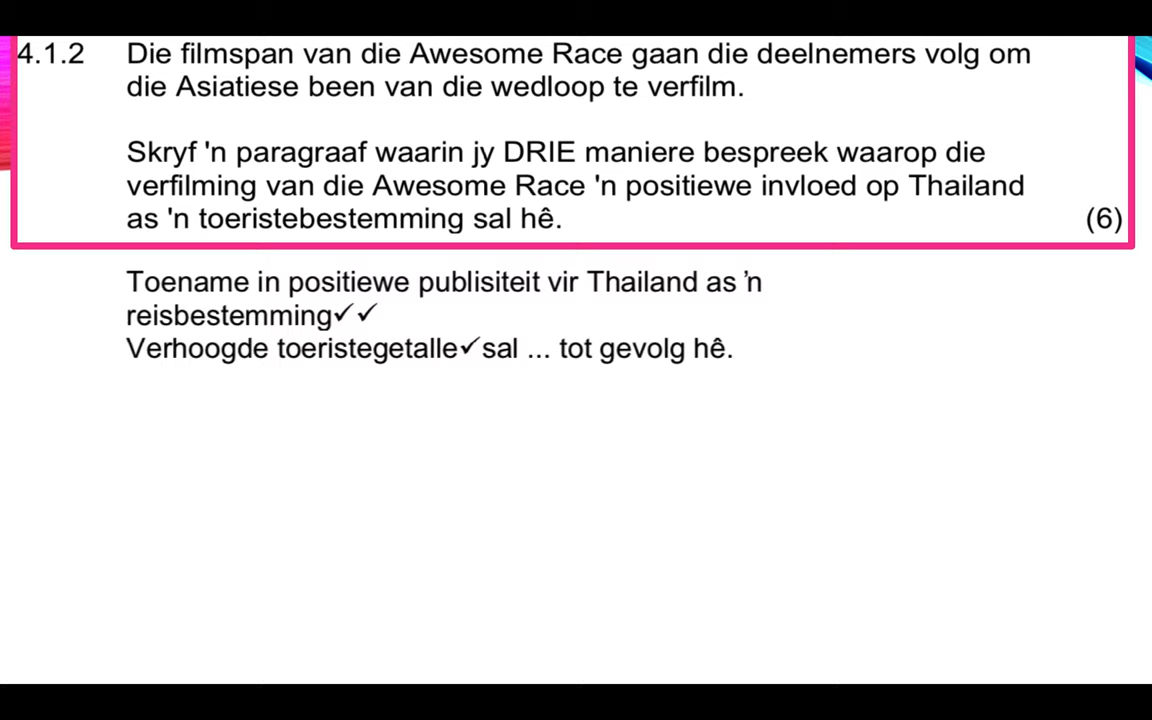 4.1.2 Die filmspan van die Awesome Race gaan die deelnemers volg om
die Asiatiese been van die wedloop te verfilm.
Skryf 'n paragraaf waarin jy DRIE maniere bespreek waarop die
verfilming van die Awesome Race 'n positiewe invloed op Thailand
as 'n toeristebestemming sal hê. (6)
Toename in positiewe publisiteit vir Thailand as ’n
reisbestemming✓✓
Verhoogde toeristegetalle✓sal ... tot gevolg hê.